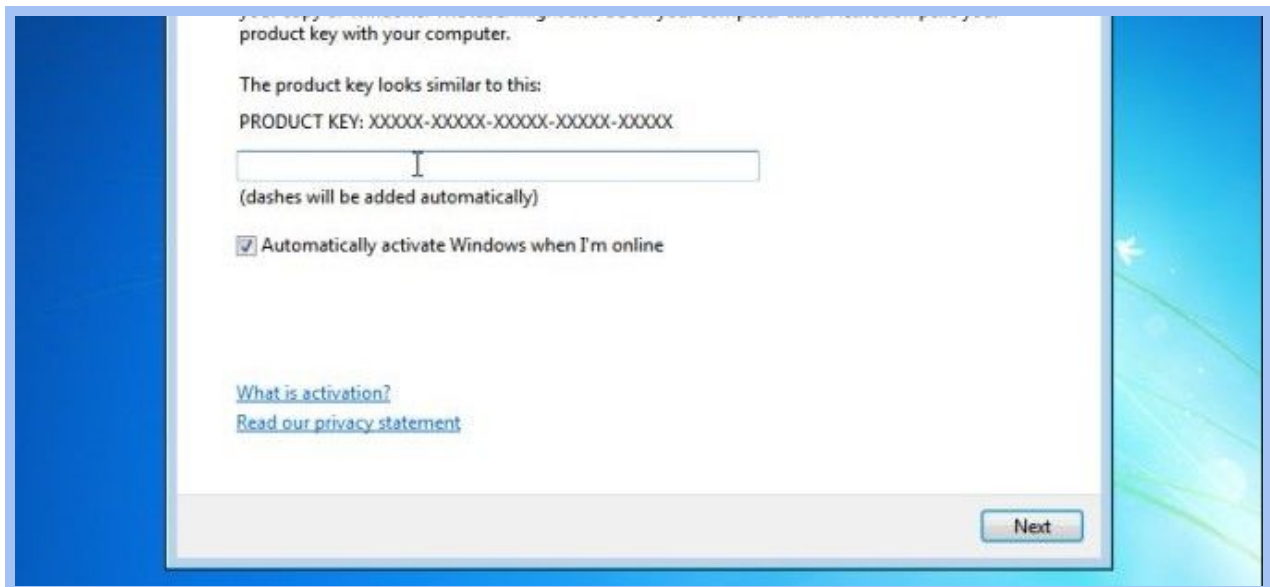 product key with your computer.
The product key looks similar to this:
PRODUCT KEY: XXXXX-XXXXX-XXXXX-XXXXX-XXXXX
(dashes will be added automatically)
Automatically activate Windows when I'm online
What is activation?
Read our privacy statement
Next